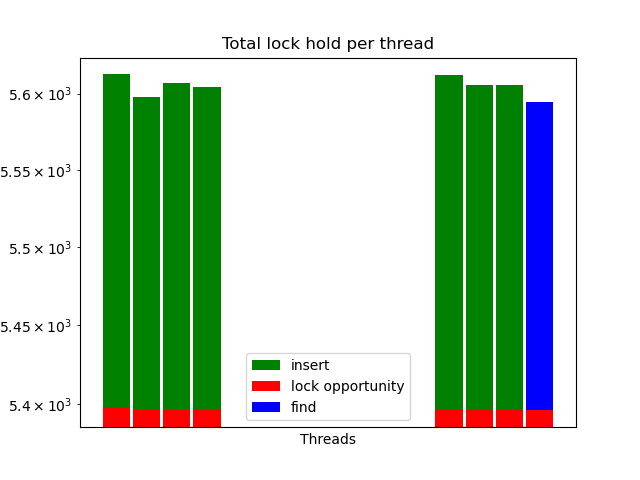 Total lock hold per thread
5.6 × 10³
5.55 × 10³
5.5 × 10³
5.45 × 10³
5.4 × 10³
insert
lock opportunity
find
Threads